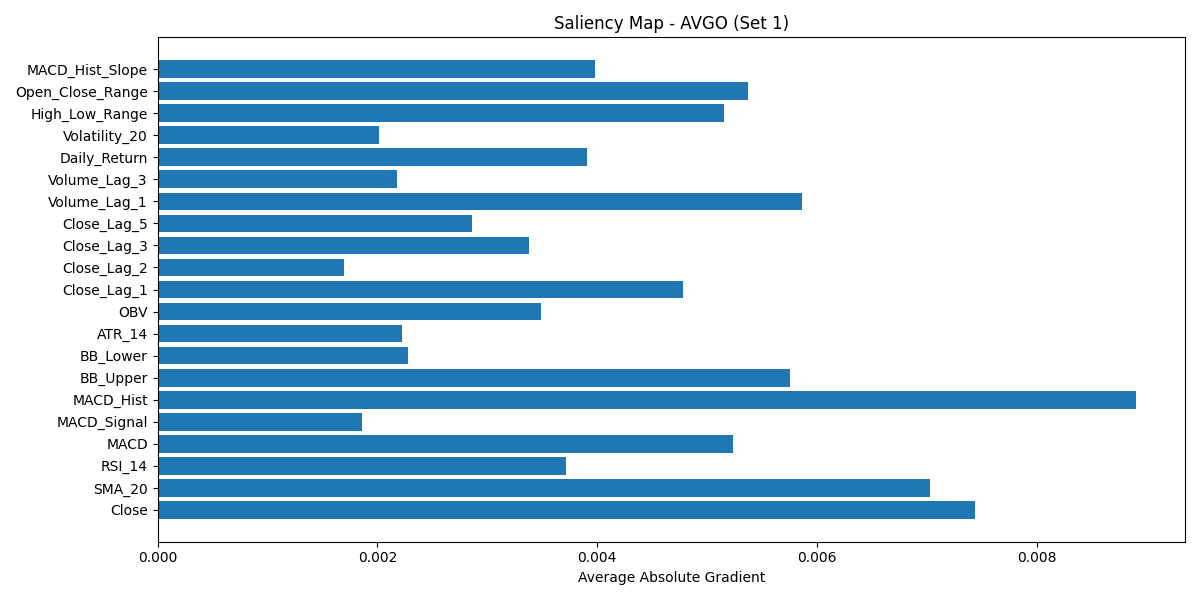 Saliency Map - AVGO (Set 1)
MACD_Hist_Slope
Open_Close_Range
High_Low_Range
Volatility_20
Daily_Return
Volume_Lag_3
Volume_Lag_1
Close_Lag_5
Close_Lag_3
Close_Lag_2
Close_Lag_1
OBV
ATR_14
BB_Lower
BB_Upper
MACD_Hist
MACD_Signal
MACD
RSI_14
SMA_20
Close
0.000 0.002 0.004 0.006 0.008
Average Absolute Gradient